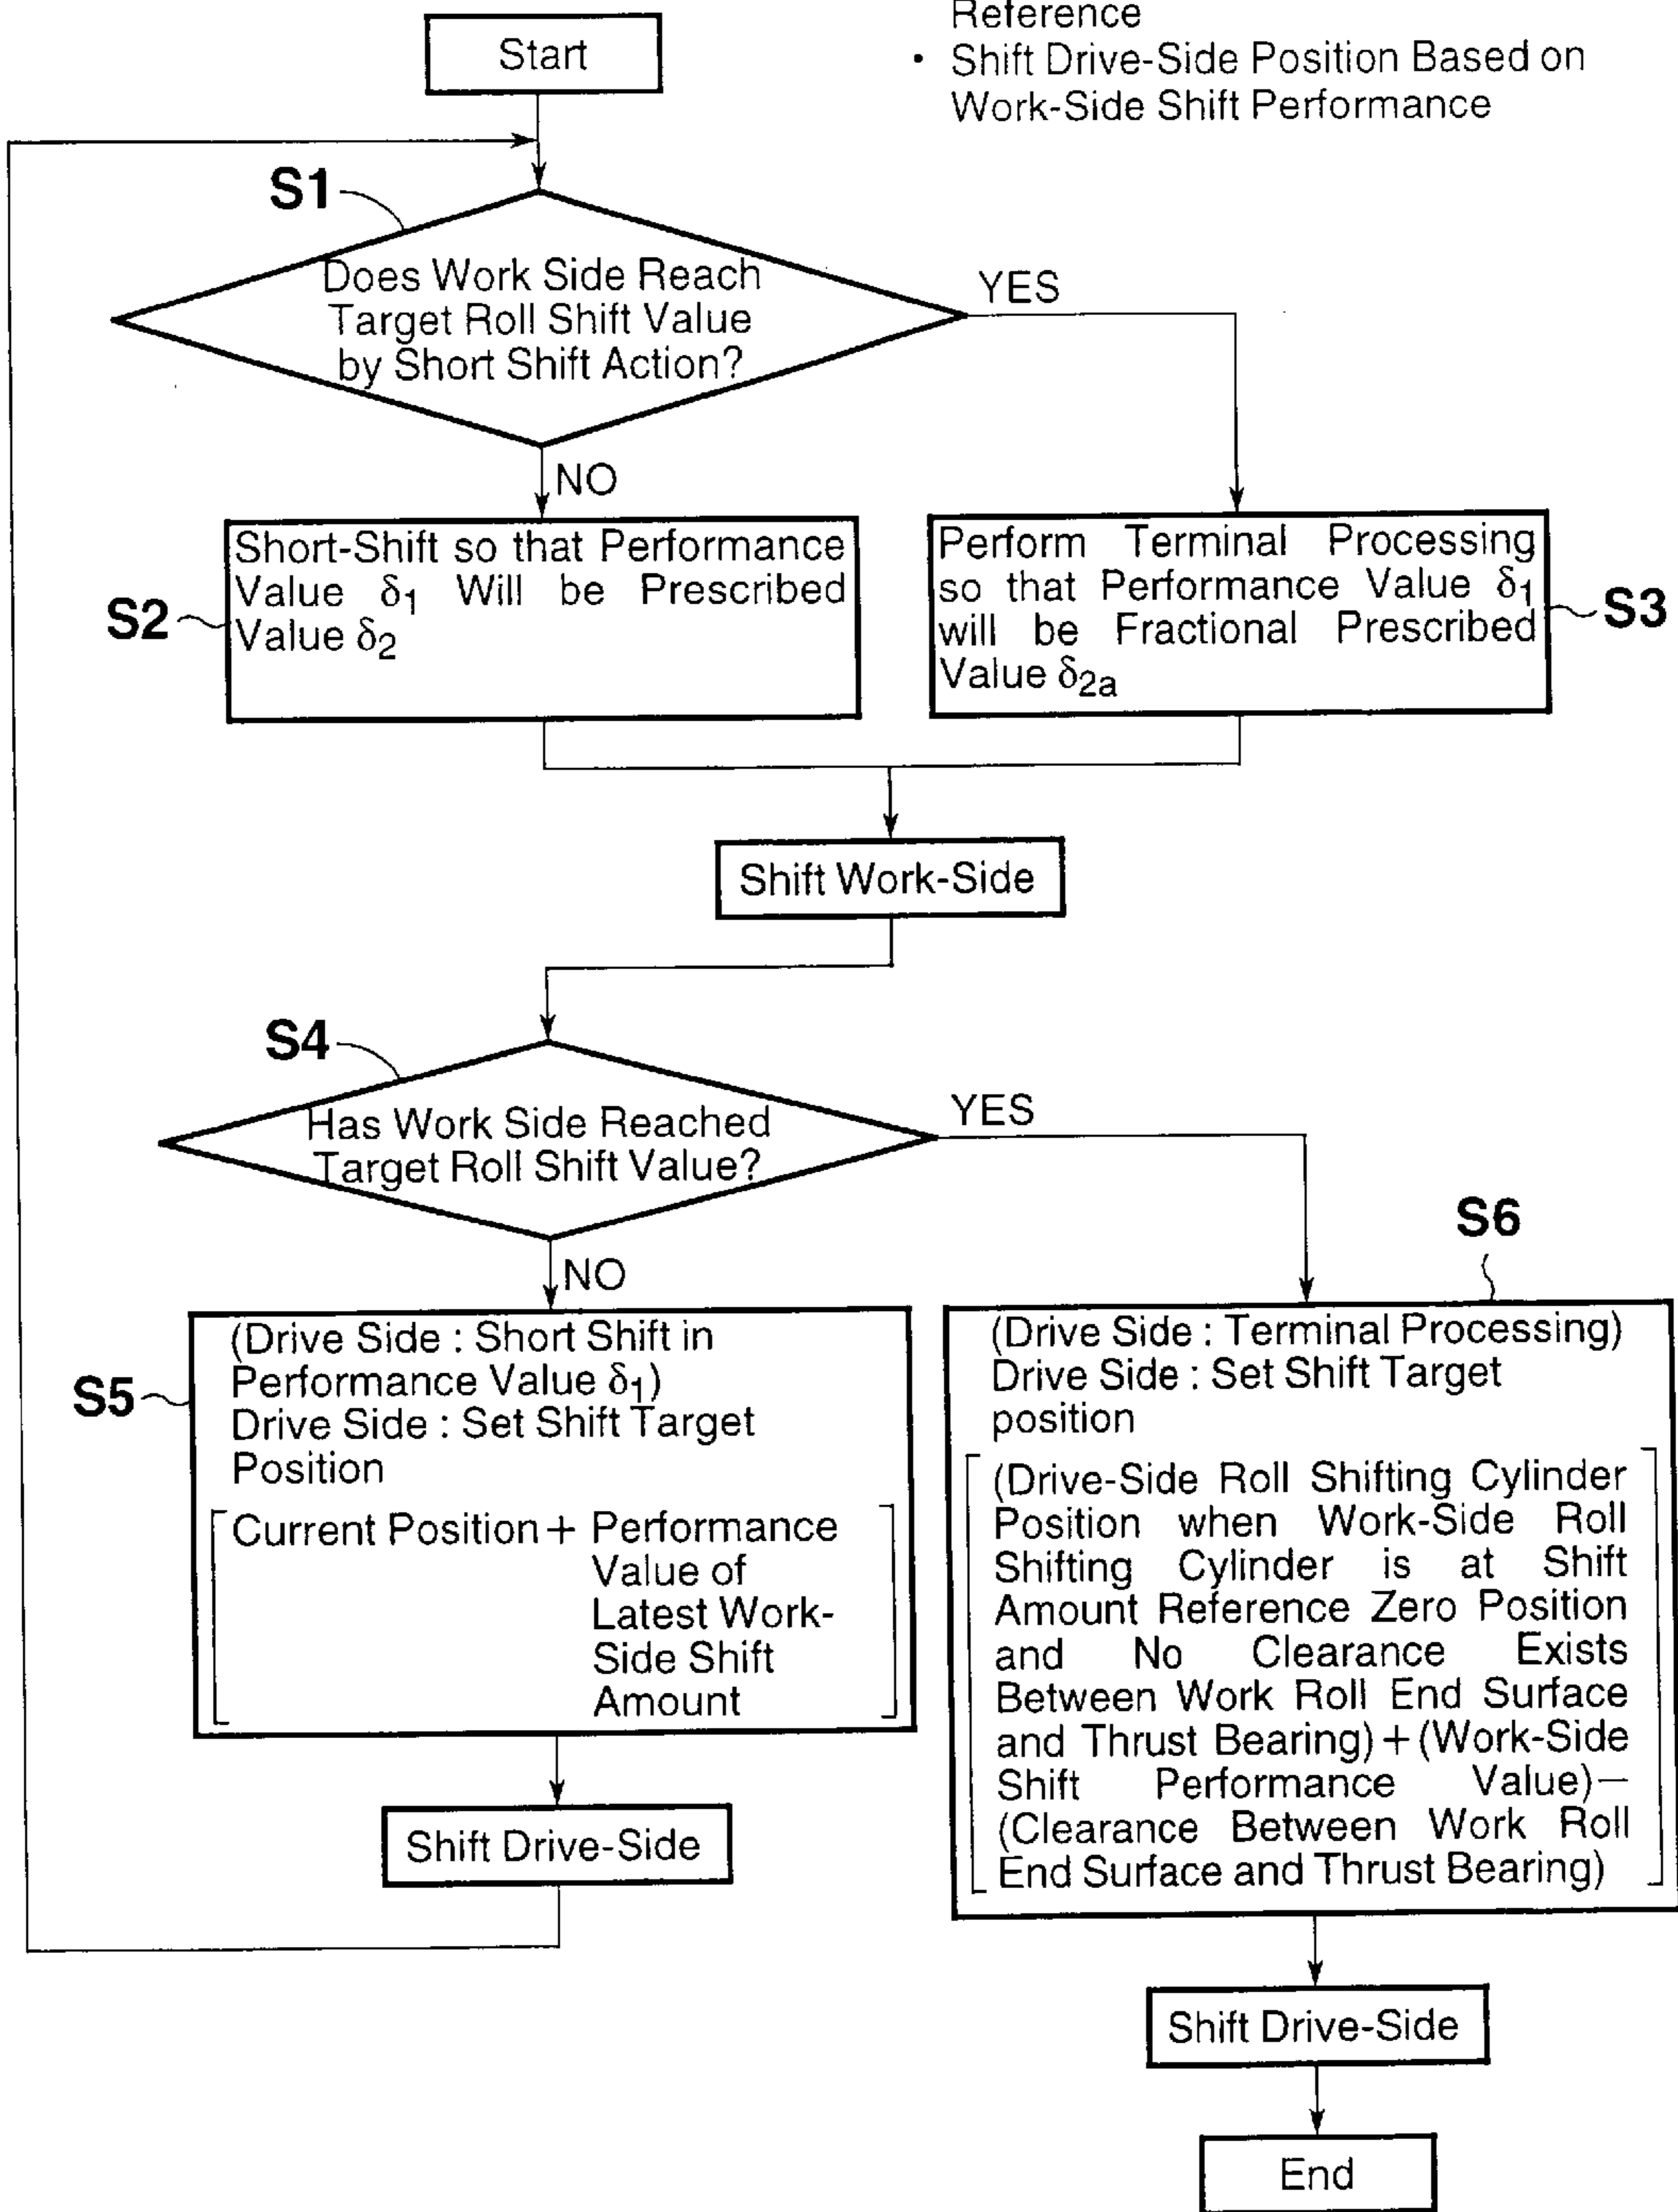 Reference
• Shift Drive-Side Position Based on
Work-Side Shift Performance
Start
S1
Does Work Side Reach
Target Roll Shift Value
by Short Shift Action?
YES
NO
S2
Short-Shift so that Performance
Value δ1 Will be Prescribed
Value δ2
Perform Terminal Processing
so that Performance Value δ1
will be Fractional Prescribed
Value δ2a
S3
Shift Work-Side
S4
Has Work Side Reached
Target Roll Shift Value?
YES
NO
S5
(Drive Side : Short Shift in
Performance Value δ1)
Drive Side : Set Shift Target
Position
[Current Position + Performance
Value of
Latest Work-
Side Shift
Amount]
S6
(Drive Side : Terminal Processing)
Drive Side : Set Shift Target
position
[(Drive-Side Roll Shifting Cylinder
Position when Work-Side Roll
Shifting Cylinder is at Shift
Amount Reference Zero Position
and No Clearance Exists
Between Work Roll End Surface
and Thrust Bearing) + (Work-Side
Shift Performance Value) —
(Clearance Between Work Roll
End Surface and Thrust Bearing)]
Shift Drive-Side
Shift Drive-Side
End